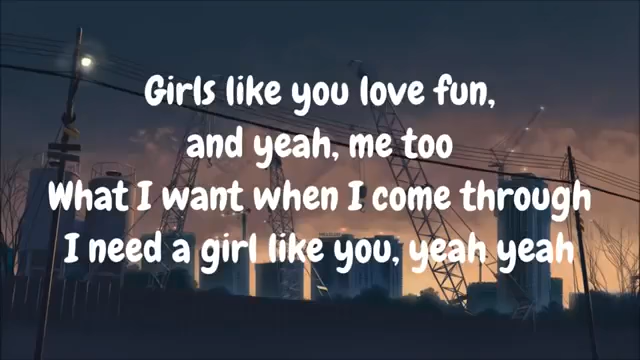 Girls like you love fun,
and yeah, me too
What I want when I come through
I need a girl like you, yeah yeah